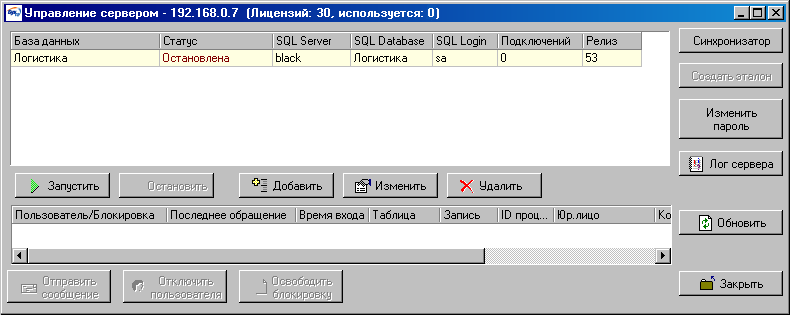 Управление сервером - 192.168.0.7 (Лицензий: 30, используется: 0)
База данных Статус SQL Server SQL Database SQL Login Подключений Релиз
Логистика Остановлена black Логистика sa 0 53
Синхронизатор
Создать эталон
Изменить
пароль
Лог сервера
Запустить Остановить Добавить Изменить Удалить
Пользователь/Блокировка Последнее обращение Время входа Таблица Запись ID проц... Юр.лицо Ко
Обновить
Отправить
сообщение
Отключить
пользователя
Освободить
блокировку
Закрыть